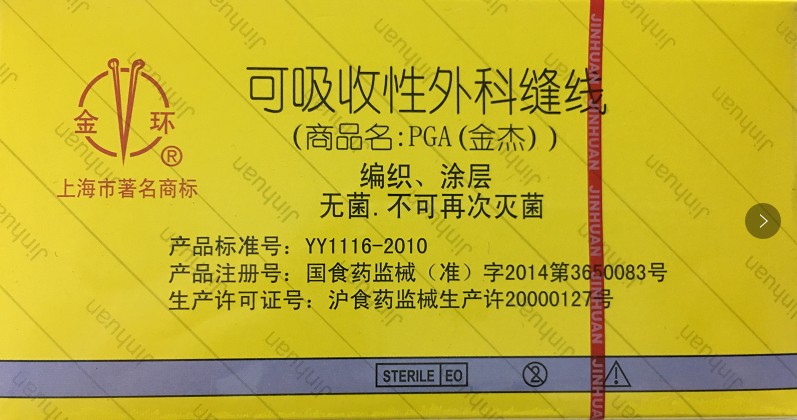 可吸收性外科缝线
(商品名:PGA(金杰))
金 环
®
上海市著名商标
编织、涂层
无菌.不可再次灭菌
产品标准号：YY1116-2010
产品注册号：国食药监械（准）字2014第3650083号
生产许可证号：沪食药监械生产许20000127号
STERILE EO
2
JINHUAN JINHUAN JINHUAN JINHUAN JINHUAN
Jinhuan